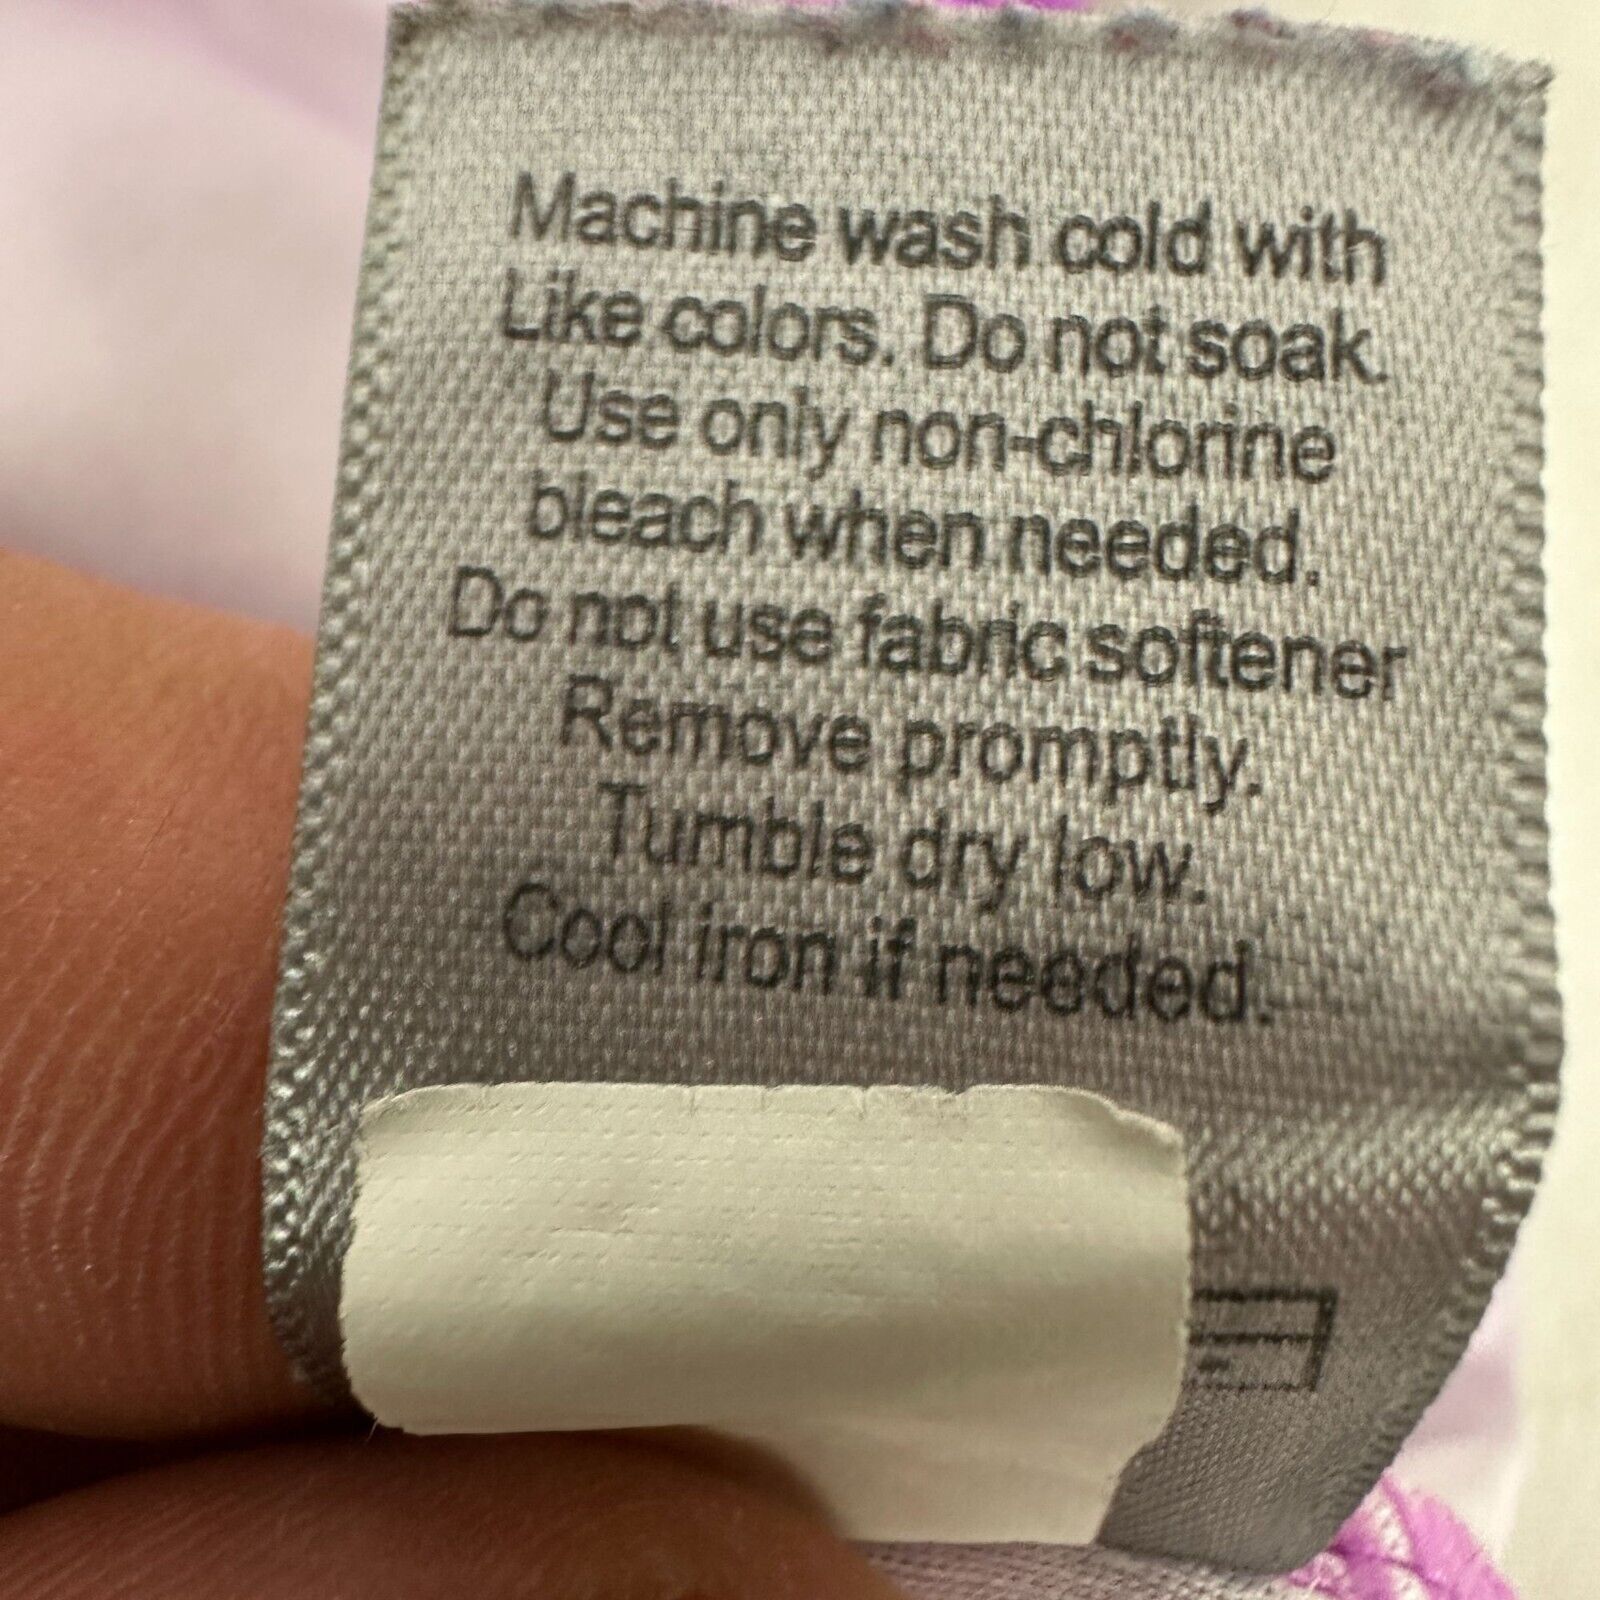 Machine wash cold with
Like colors. Do not soak.
Use only non-chlorine
bleach when needed.
Do not use fabric softener
Remove promptly.
Tumble dry low.
Cool iron if needed.